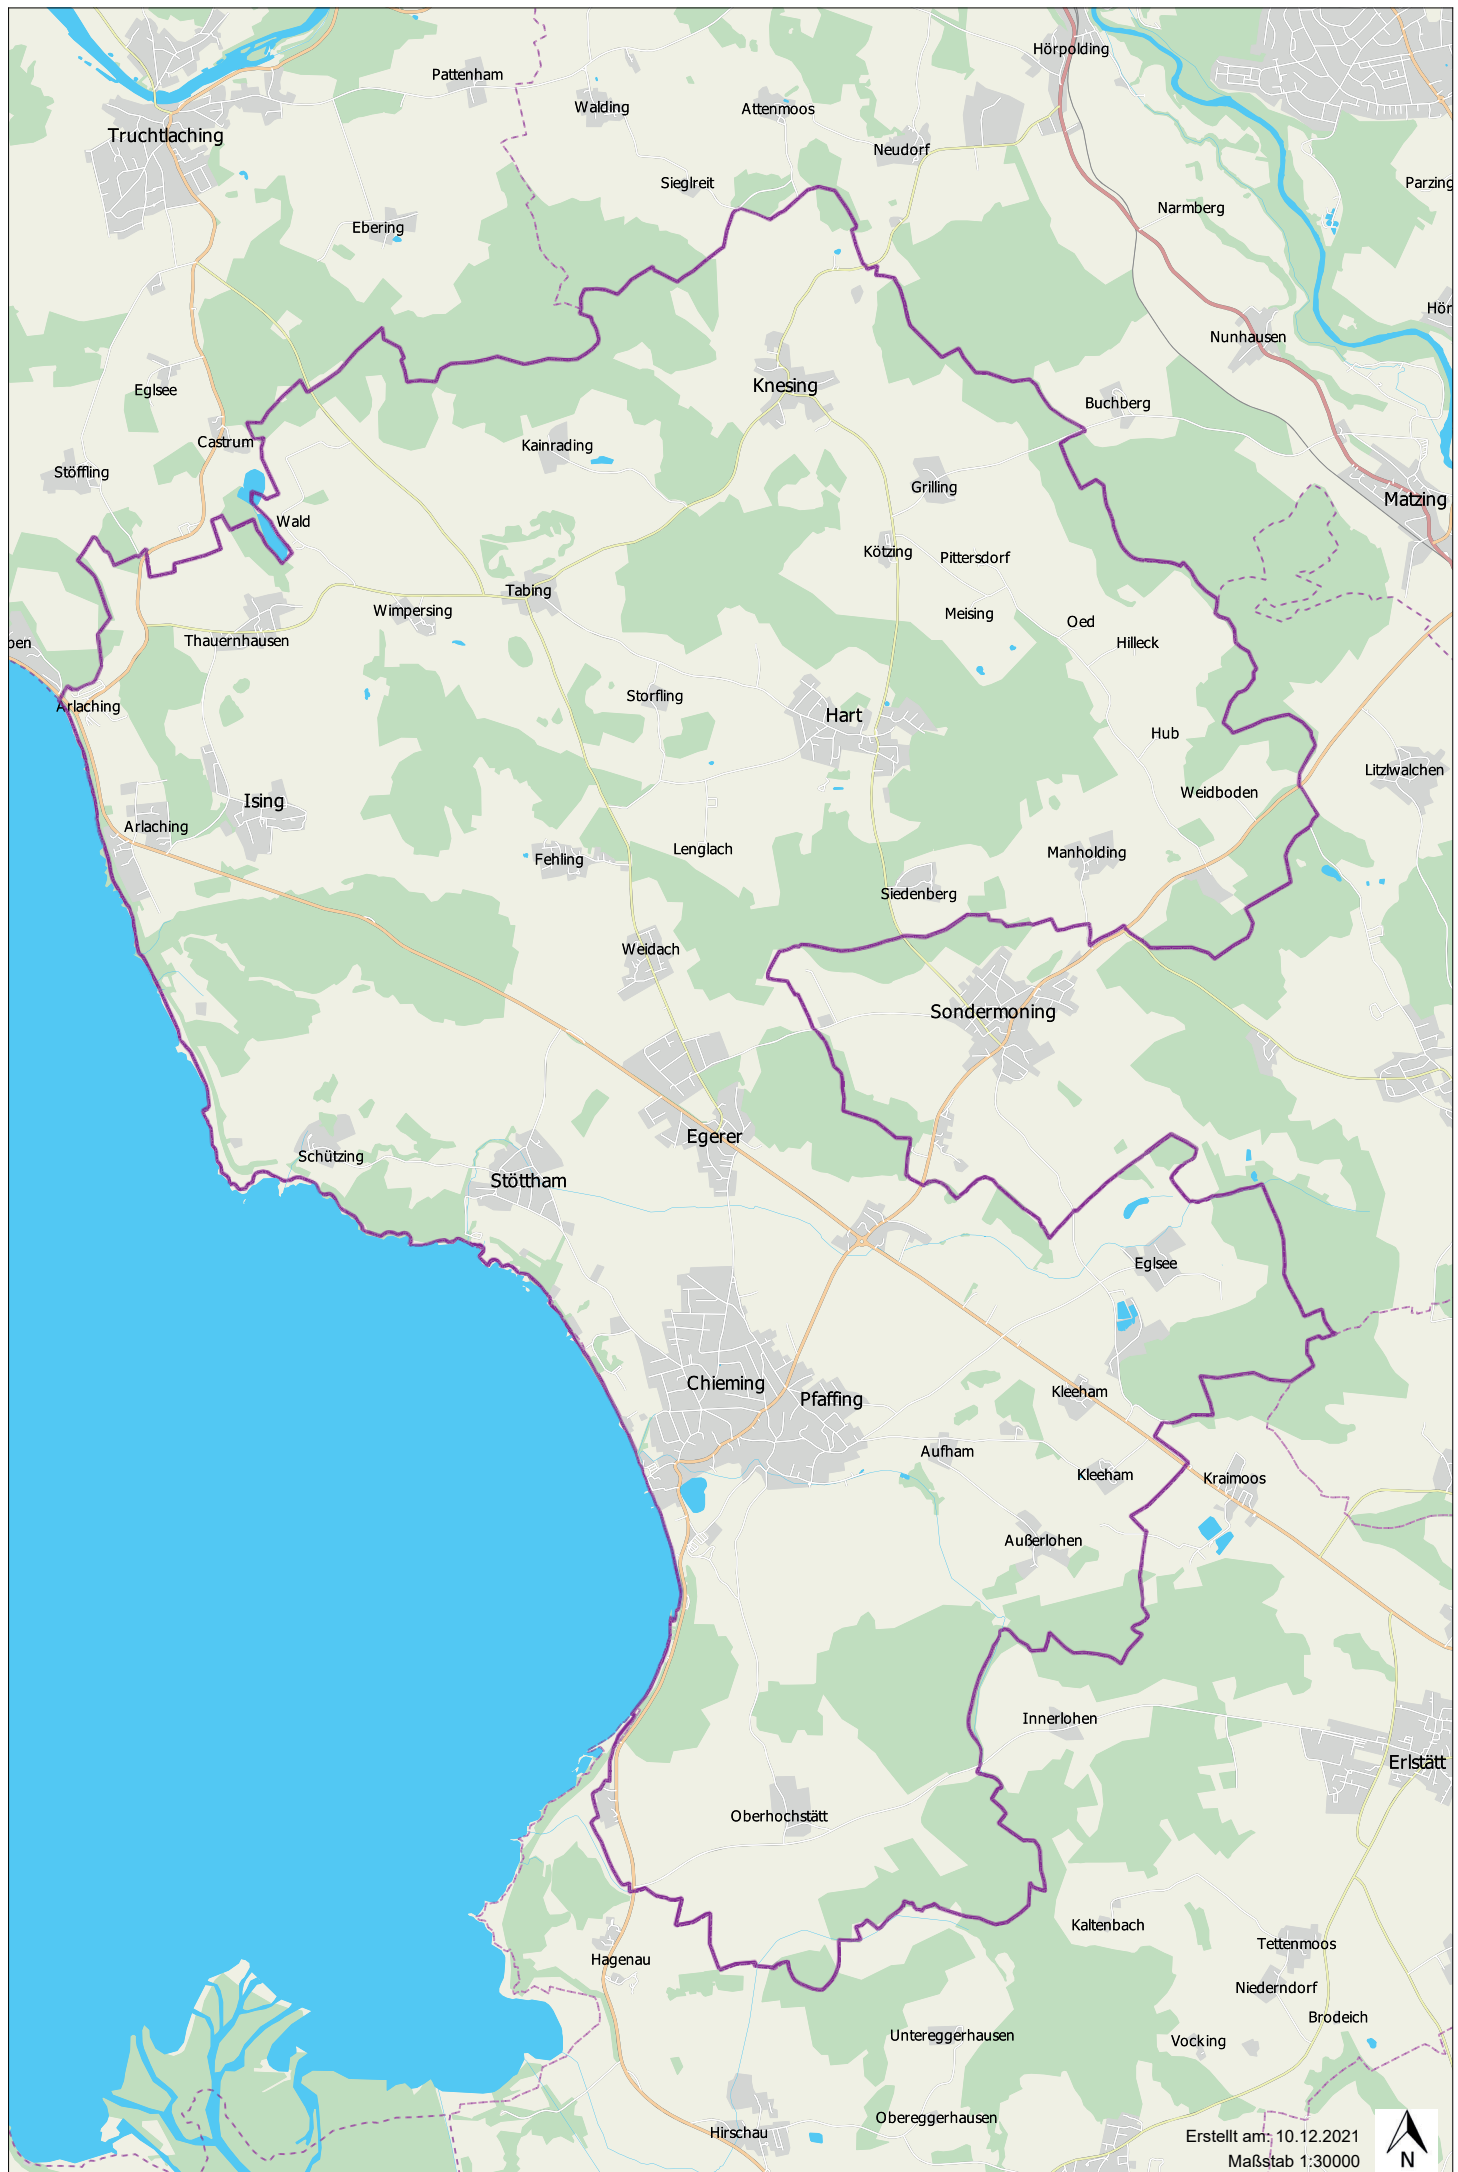 Hörpolding
Pattenham
Walding
Attenmoos
Truchtlaching
Neudorf
Sieglreit
Parzing
Narmberg
Ebering
Hör
Nunhausen
Knesing
Eglsee
Buchberg
Castrum
Kainrading
Stöffling
Grilling
Matzing
Wald
Kötzing
Pittersdorf
Tabing
Wimpersing
Meising
Oed
Thauernhausen
ben
Hilleck
Storfling
Arlaching
Hart
Hub
Litzlwalchen
Weidboden
Ising
Arlaching
Lenglach
Manholding
Fehling
Siedenberg
Weidach
Sondermoning
Egerer
Schützing
Stöttham
Eglsee
Chieming
Kleeham
Pfaffing
Aufham
Kleeham
Kraimoos
Außerlohen
Innerlohen
Erlstätt
Oberhochstätt
Kaltenbach
Tettenmoos
Hagenau
Niederndorf
Brodeich
Untereggerhausen
Vocking
Obereggerhausen
Hirschau
Erstellt am: 10.12.2021
Maßstab 1:30000
N